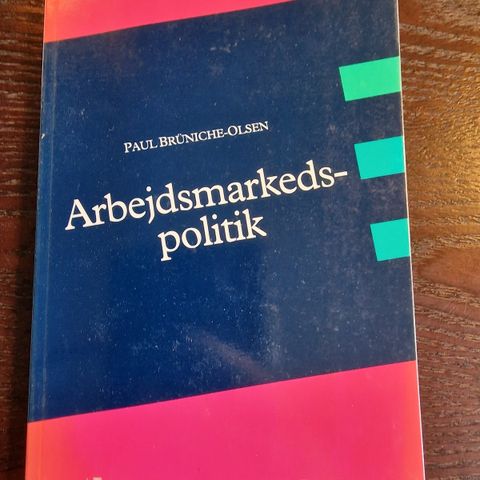 PAUL BRÜNICHE-OLSEN
Arbejdsmarkeds-
politik